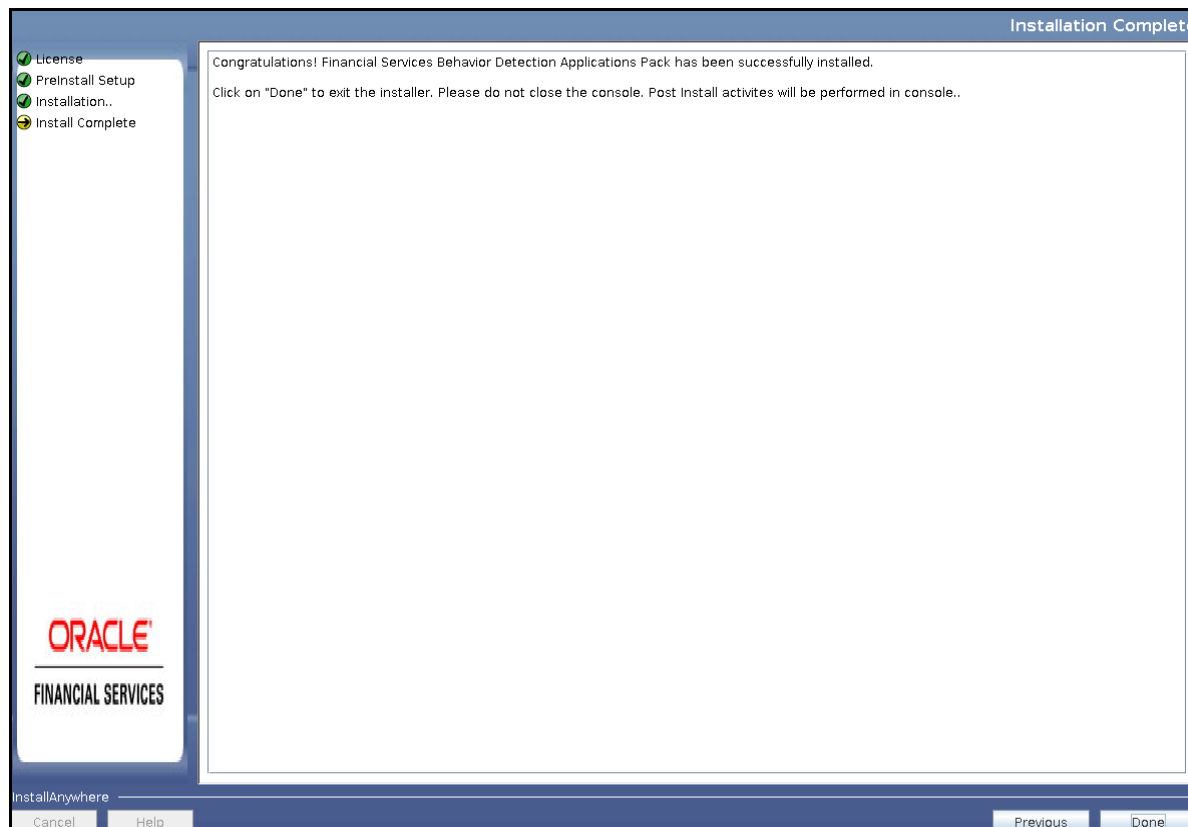 Installation Complete
License
PreInstall Setup
Installation..
Install Complete
Congratulations! Financial Services Behavior Detection Applications Pack has been successfully installed.
Click on "Done" to exit the installer. Please do not close the console. Post Install activites will be performed in console..
ORACLE®
FINANCIAL SERVICES
InstallAnywhere
Cancel
Help
Previous
Done